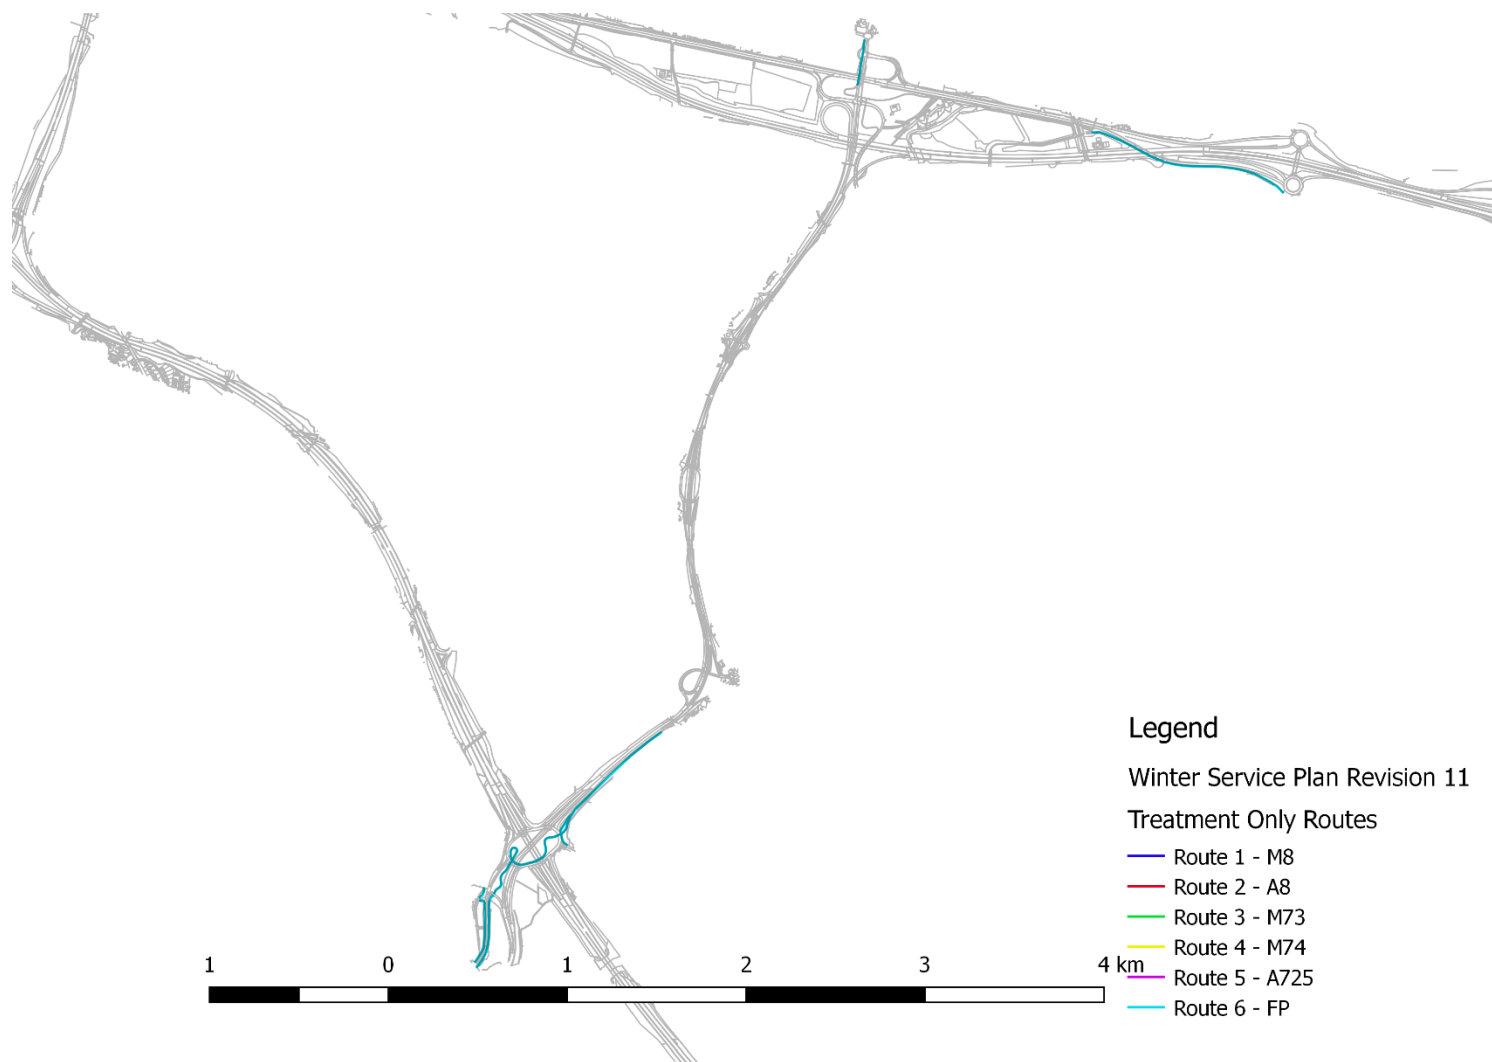 Legend
Winter Service Plan Revision 11
Treatment Only Routes
Route 1 - M8
Route 2 - A8
Route 3 - M73
Route 4 - M74
Route 5 - A725
Route 6 - FP
1 0 1 2 3 4 km